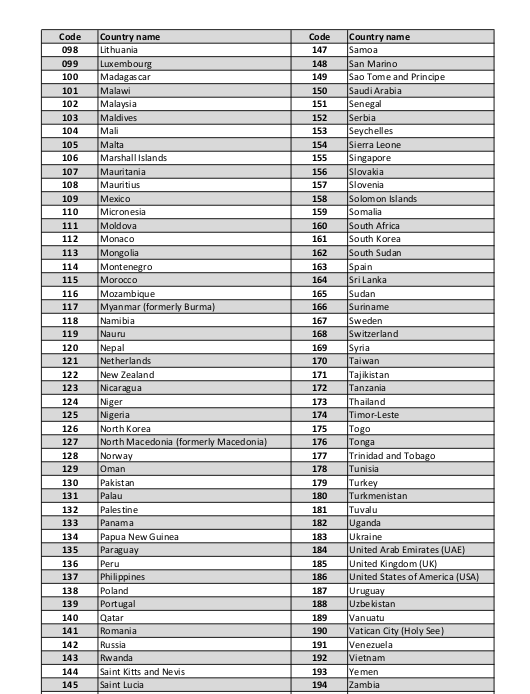 Code Country name Code Country name
098 Lithuania 147 Samoa
099 Luxembourg 148 San Marino
100 Madagascar 149 Sao Tome and Principe
101 Malawi 150 Saudi Arabia
102 Malaysia 151 Senegal
103 Maldives 152 Serbia
104 Mali 153 Seychelles
105 Malta 154 Sierra Leone
106 Marshall Islands 155 Singapore
107 Mauritania 156 Slovakia
108 Mauritius 157 Slovenia
109 Mexico 158 Solomon Islands
110 Micronesia 159 Somalia
111 Moldova 160 South Africa
112 Monaco 161 South Korea
113 Mongolia 162 South Sudan
114 Montenegro 163 Spain
115 Morocco 164 Sri Lanka
116 Mozambique 165 Sudan
117 Myanmar (formerly Burma) 166 Suriname
118 Namibia 167 Sweden
119 Nauru 168 Switzerland
120 Nepal 169 Syria
121 Netherlands 170 Taiwan
122 New Zealand 171 Tajikistan
123 Nicaragua 172 Tanzania
124 Niger 173 Thailand
125 Nigeria 174 Timor-Leste
126 North Korea 175 Togo
127 North Macedonia (formerly Macedonia) 176 Tonga
128 Norway 177 Trinidad and Tobago
129 Oman 178 Tunisia
130 Pakistan 179 Turkey
131 Palau 180 Turkmenistan
132 Palestine 181 Tuvalu
133 Panama 182 Uganda
134 Papua New Guinea 183 Ukraine
135 Paraguay 184 United Arab Emirates (UAE)
136 Peru 185 United Kingdom (UK)
137 Philippines 186 United States of America (USA)
138 Poland 187 Uruguay
139 Portugal 188 Uzbekistan
140 Qatar 189 Vanuatu
141 Romania 190 Vatican City (Holy See)
142 Russia 191 Venezuela
143 Rwanda 192 Vietnam
144 Saint Kitts and Nevis 193 Yemen
145 Saint Lucia 194 Zambia